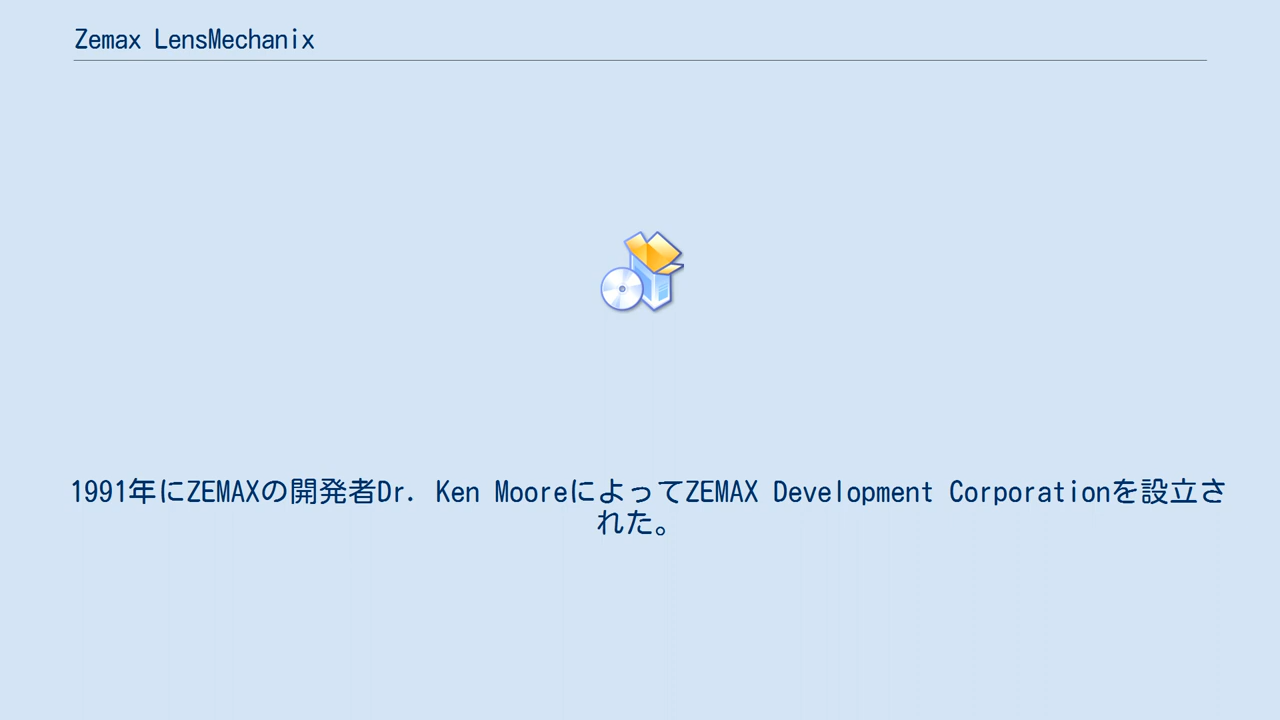 Zemax LensMechanix
1991年にZEMAXの開発者Dr. Ken MooreによってZEMAX Development Corporationを設立さ
れた。